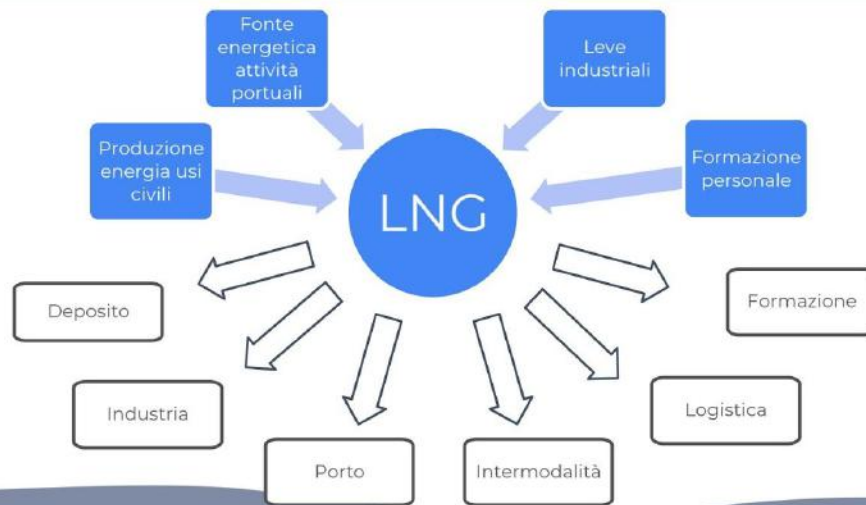 Fonte
energetica
attività
portuali
Leve
industriali
Produzione
energia usi
civili
Formazione
personale
LNG
Deposito
Formazione
Industria
Logistica
Porto
Intermodalità